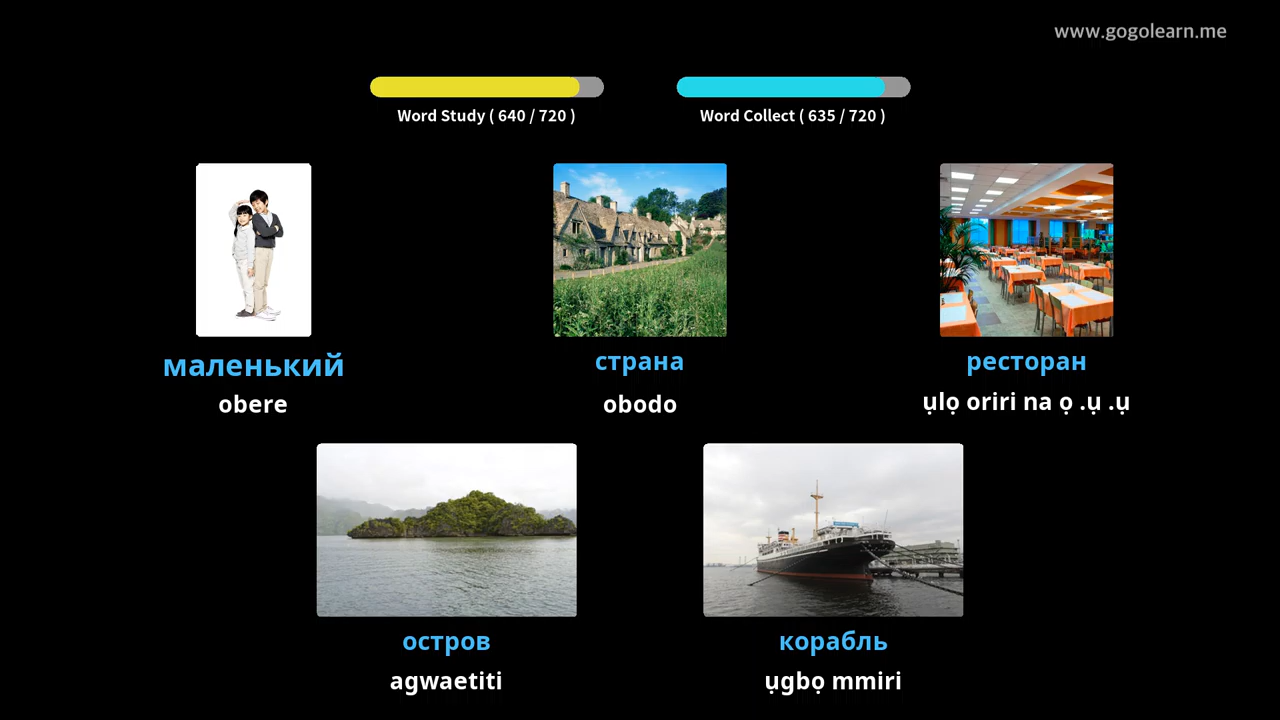 www.gogolearn.me
Word Study ( 640 / 720 )
Word Collect ( 635 / 720 )
маленький
obere
страна
obodo
ресторан
ụlọ oriri na ọ .ụ .ụ
остров
agwaetiti
корабль
ụgbọ mmiri